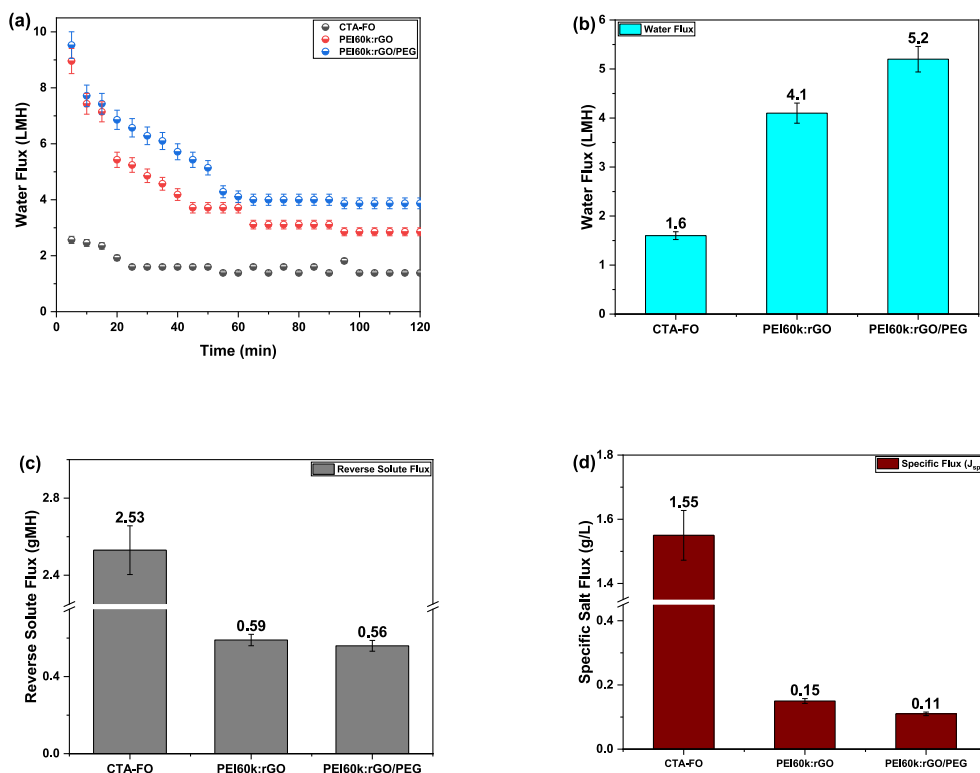 (a)
CTA-FO
PEI60k:rGO
PEI60k:rGO/PEG
Water Flux (LMH)
10
8
6
4
2
0
0 20 40 60 80 100 120
Time (min)
(b)
Water Flux
Water Flux (LMH)
6
5
4
3
2
1
0
1.6
4.1
5.2
CTA-FO PEI60k:rGO PEI60k:rGO/PEG
(c)
Reverse Solute Flux
Reverse Solute Flux (gMH)
2.8
2.4
0.4
0.0
2.53
0.59
0.56
CTA-FO PEI60k:rGO PEI60k:rGO/PEG
(d)
Specific Flux (Jsp
Specific Salt Flux (g/L)
1.8
1.6
1.4
0.4
0.2
0.0
1.55
0.15
0.11
CTA-FO PEI60k:rGO PEI60k:rGO/PEG